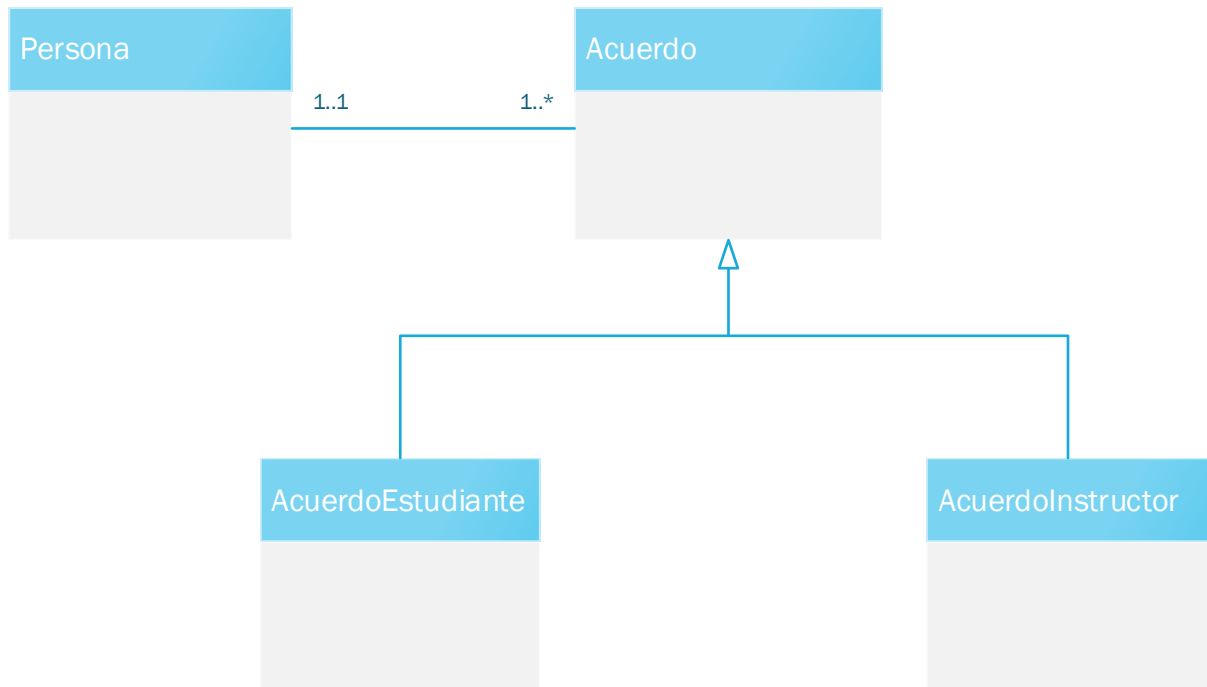 Persona
Acuerdo
1..1
1..*
AcuerdoEstudiante
AcuerdoInstructor